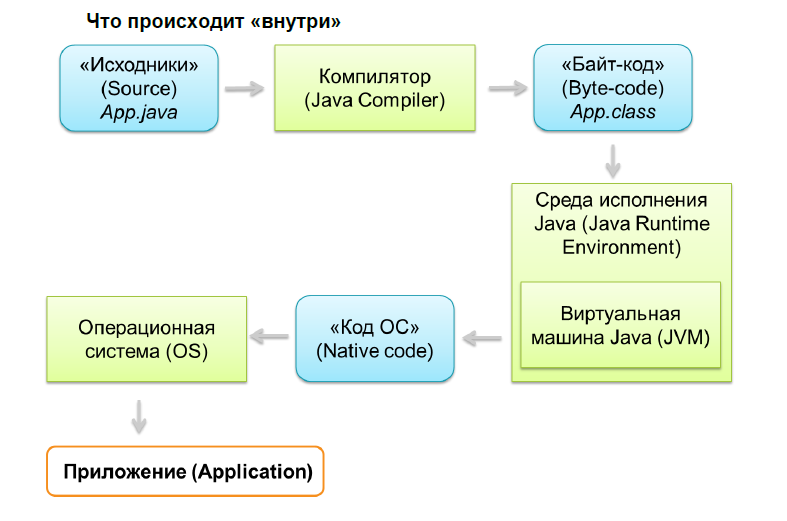 Что происходит «внутри»
«Исходники»
(Source)
App.java
Компилятор
(Java Compiler)
«Байт-код»
(Byte-code)
App.class
Среда исполнения
Java (Java Runtime
Environment)
Виртуальная
машина Java (JVM)
«Код ОС»
(Native code)
Операционная
система (OS)
Приложение (Application)